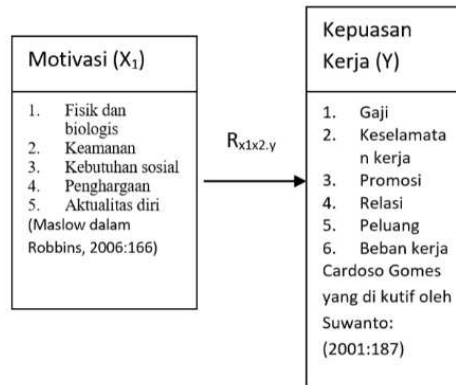 Motivasi (X₁)
1. Fisik dan
biologis
2. Keamanan
3. Kebutuhan sosial
4. Penghargaan
5. Aktualitas diri
(Maslow dalam
Robbins, 2006:166)
Rx1x2.y
Kepuasan
Kerja (Y)
1. Gaji
2. Keselamata
n kerja
3. Promosi
4. Relasi
5. Peluang
6. Beban kerja
Cardoso Gomes
yang di kutif oleh
Suwanto:
(2001:187)